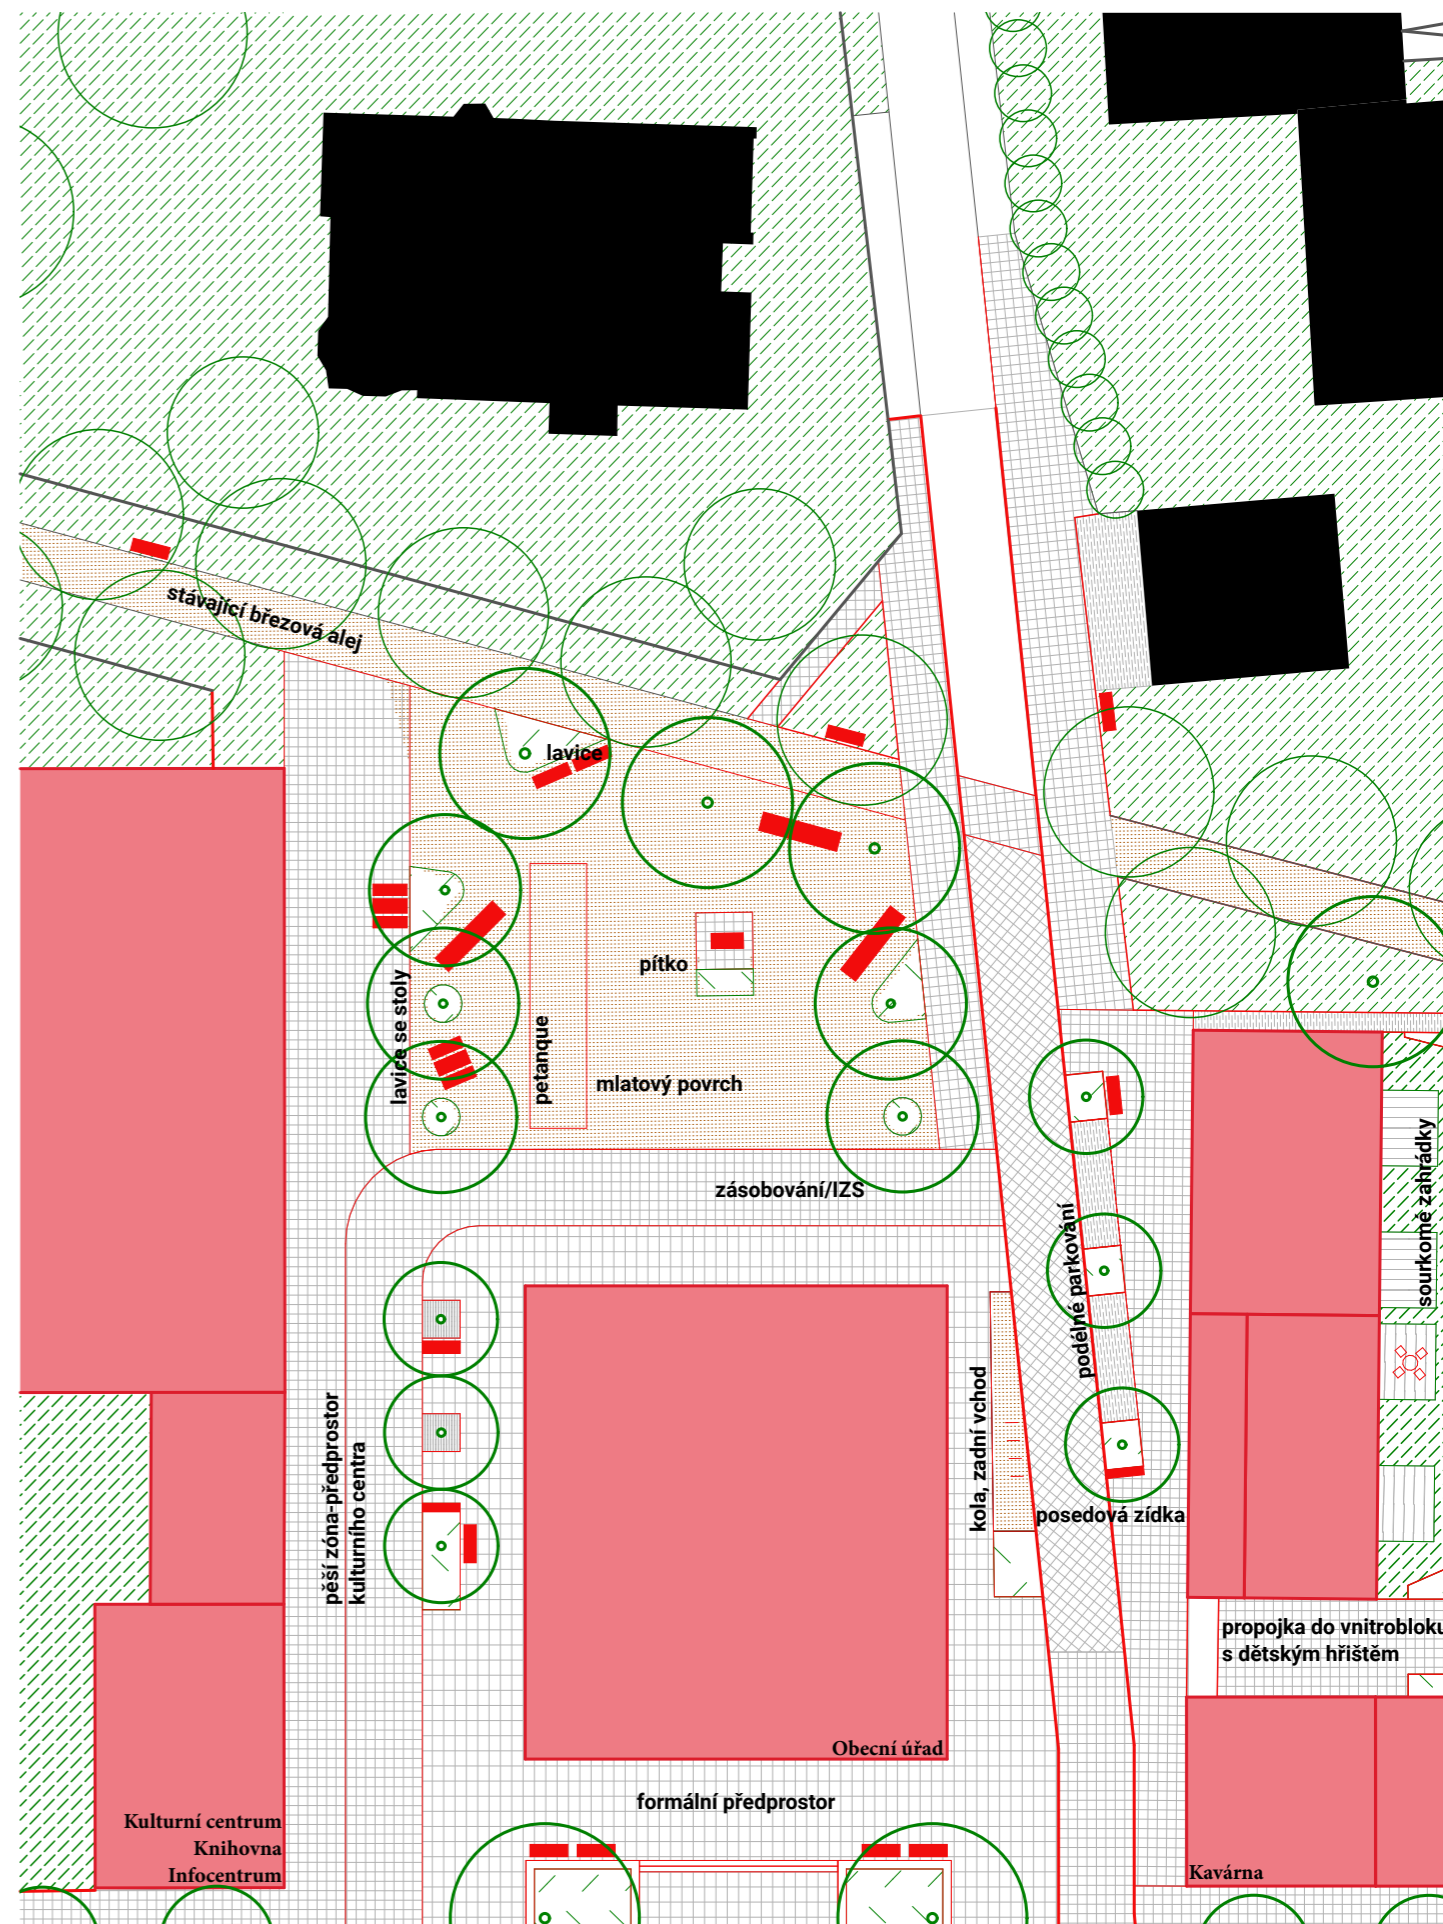 stávající březová alej
lavice
pítko
lavice se stoly
petanque
mlatový povrch
zásobování/IZS
podélné parkování
sourkomé zahrádky
kola, zadní vchod
pěší zóna-předprostor
kulturního centra
posedová zídka
propojka do vnitrobloku
s dětským hřištěm
Obecní úřad
formální předprostor
Kulturní centrum
Knihovna
Infocentrum
Kavárna